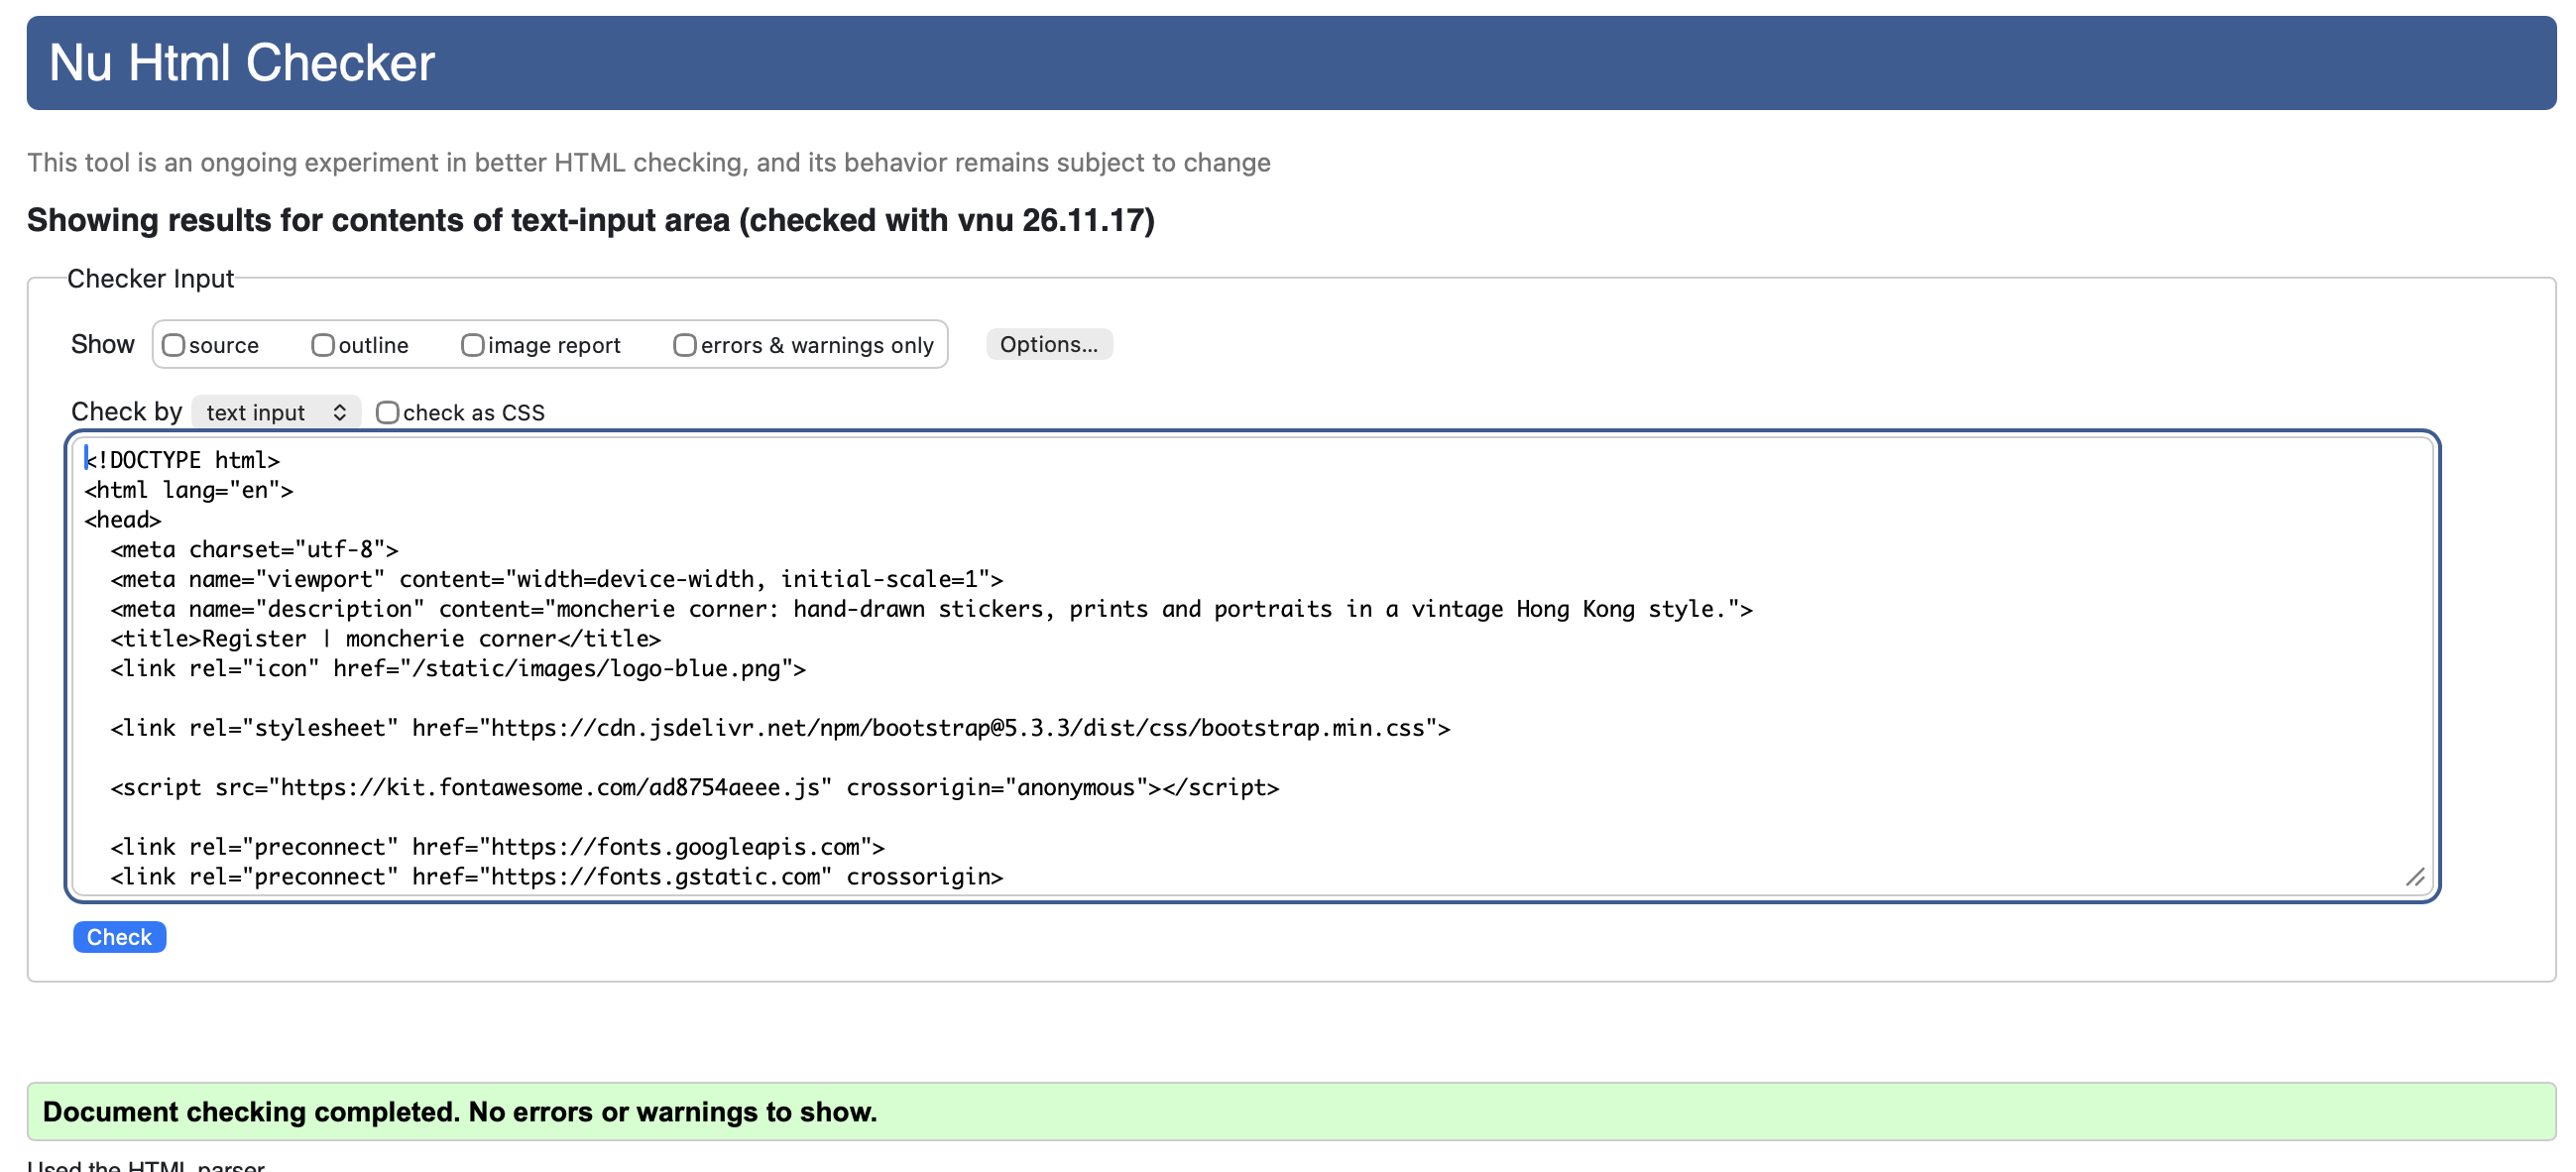 Nu Html Checker
This tool is an ongoing experiment in better HTML checking, and its behavior remains subject to change
Showing results for contents of text-input area (checked with vnu 26.11.17)
Checker Input
Show source outline image report errors & warnings only Options...
Check by text input check as CSS
<!DOCTYPE html>
<html lang="en">
<head>
  <meta charset="utf-8">
  <meta name="viewport" content="width=device-width, initial-scale=1">
  <meta name="description" content="moncherie corner: hand-drawn stickers, prints and portraits in a vintage Hong Kong style.">
  <title>Register | moncherie corner</title>
  <link rel="icon" href="/static/images/logo-blue.png">
  <link rel="stylesheet" href="https://cdn.jsdelivr.net/npm/bootstrap@5.3.3/dist/css/bootstrap.min.css">
  <script src="https://kit.fontawesome.com/ad8754aeee.js" crossorigin="anonymous"></script>
  <link rel="preconnect" href="https://fonts.googleapis.com">
  <link rel="preconnect" href="https://fonts.gstatic.com" crossorigin>
Check
Document checking completed. No errors or warnings to show.
Used the HTML parser.